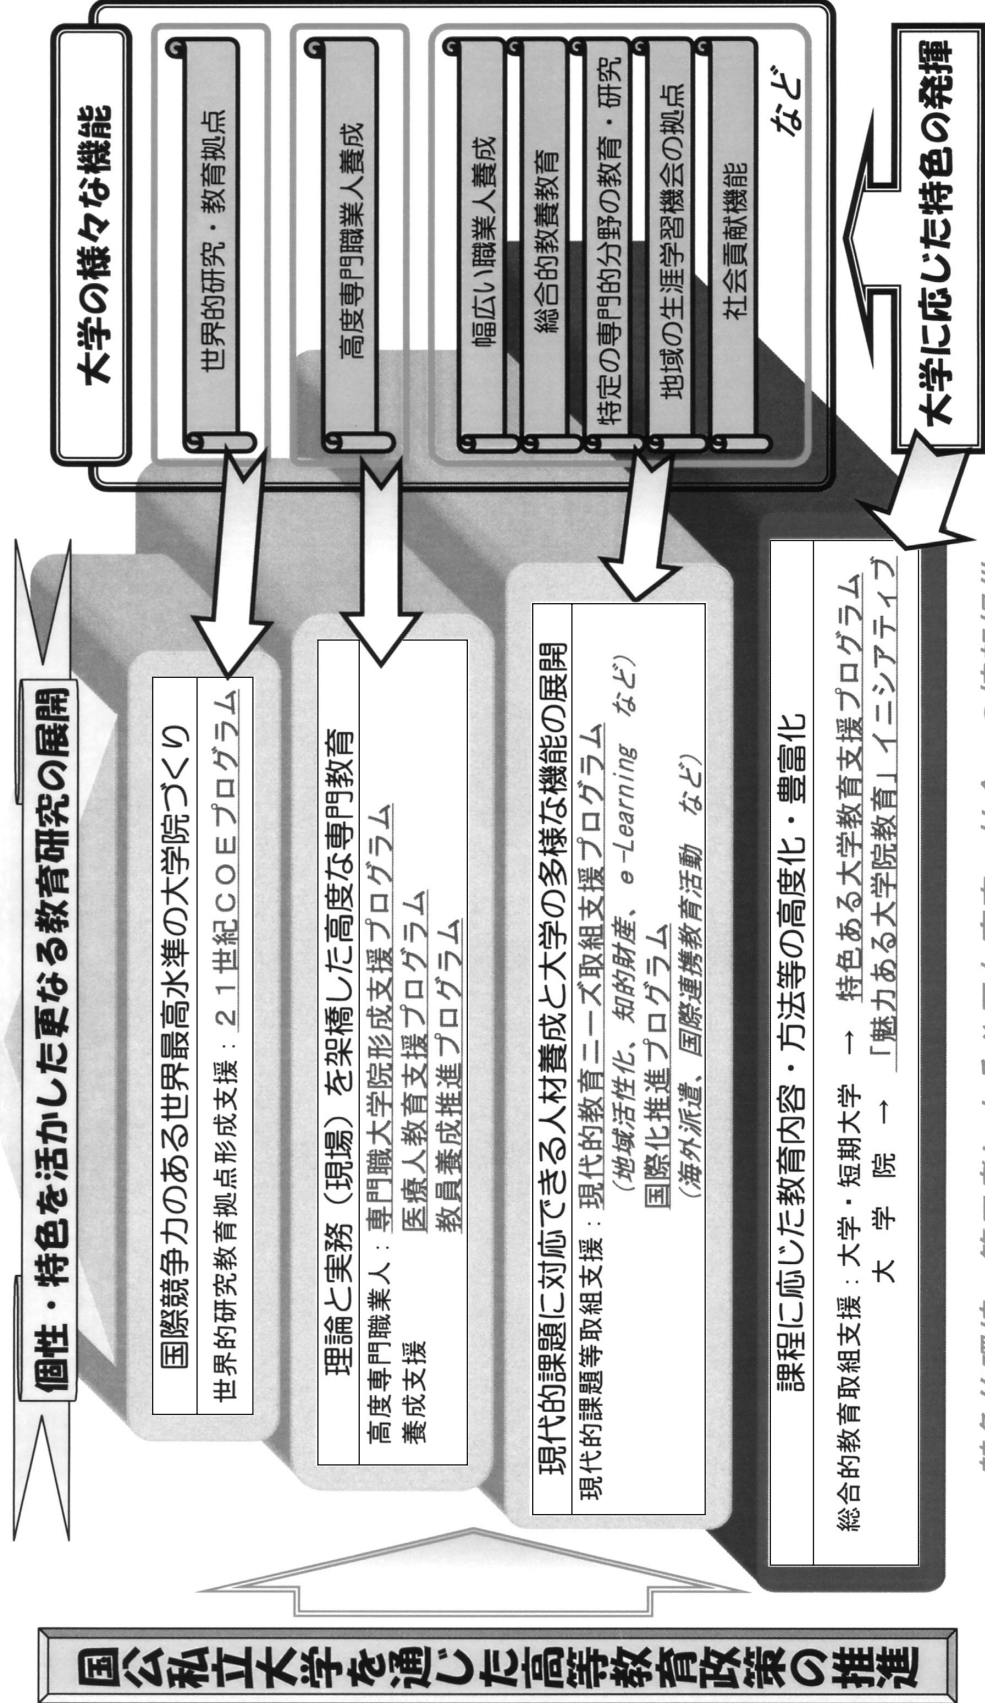 個性・特色を活かした更なる教育研究の展開
国際競争力のある世界最高水準の大学院づくり
世界的研究教育拠点形成支援：２１世紀ＣＯＥプログラム
理論と実務（現場）を架橋した高度な専門教育
高度専門職業人：専門職大学院形成支援プログラム
養成支援　医療人教育支援プログラム
教員養成推進プログラム
現代的課題に対応できる人材養成と大学の多様な機能の展開
現代的課題等取組支援：現代的教育ニーズ取組支援プログラム
（地域活性化、知的財産、ｅ-Learning　など）
国際化推進プログラム
（海外派遣、国際連携教育活動　など）
課程に応じた教育内容・方法等の高度化・豊富化
総合的教育取組支援：大学・短期大学　→　特色ある大学教育支援プログラム
大　学　院　→　「魅力ある大学院教育」イニシアティブ
大学の様々な機能
世界的研究・教育拠点
高度専門職業人養成
幅広い職業人養成
総合的教養教育
特定の専門的分野の教育・研究
地域の生涯学習機会の拠点
社会貢献機能
など
大学に応じた特色の発揮
国公私立大学を通じた高等教育政策の推進